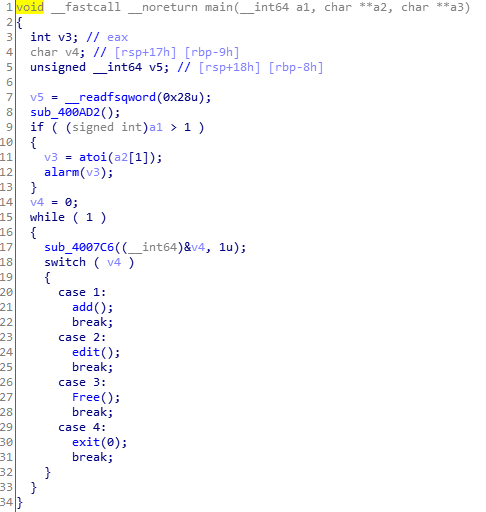 1 void __fastcall __noreturn main(__int64 a1, char **a2, char **a3)
2 {
3   int v3; // eax
4   char v4; // [rsp+17h] [rbp-9h]
5   unsigned __int64 v5; // [rsp+18h] [rbp-8h]
6
7   v5 = __readfsqword(0x28u);
8   sub_400AD2();
9   if ( (signed int)a1 > 1 )
10   {
11     v3 = atoi(a2[1]);
12     alarm(v3);
13   }
14   v4 = 0;
15   while ( 1 )
16   {
17     sub_4007C6((__int64)&v4, 1u);
18     switch ( v4 )
19     {
20       case 1:
21         add();
22         break;
23       case 2:
24         edit();
25         break;
26       case 3:
27         Free();
28         break;
29       case 4:
30         exit(0);
31         break;
32     }
33   }
34 }